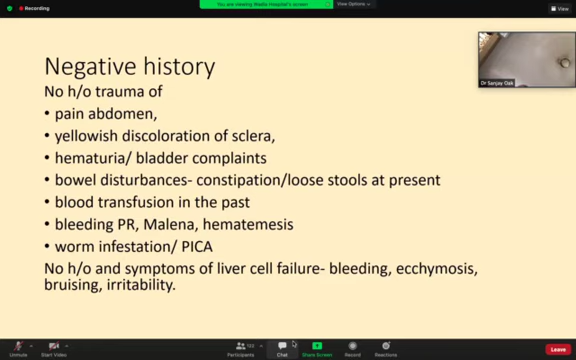 Recording
You are viewing Wadia Hospital's screen
View Options
View
Dr Sanjay Oak
Negative history
No h/o trauma of
• pain abdomen,
• yellowish discoloration of sclera,
• hematuria/ bladder complaints
• bowel disturbances- constipation/loose stools at present
• blood transfusion in the past
• bleeding PR, Malena, hematemesis
• worm infestation/ PICA
No h/o and symptoms of liver cell failure- bleeding, ecchymosis,
bruising, irritability.
Unmute
Start Video
Participants
Chat
Share Screen
Record
Reactions
Leave